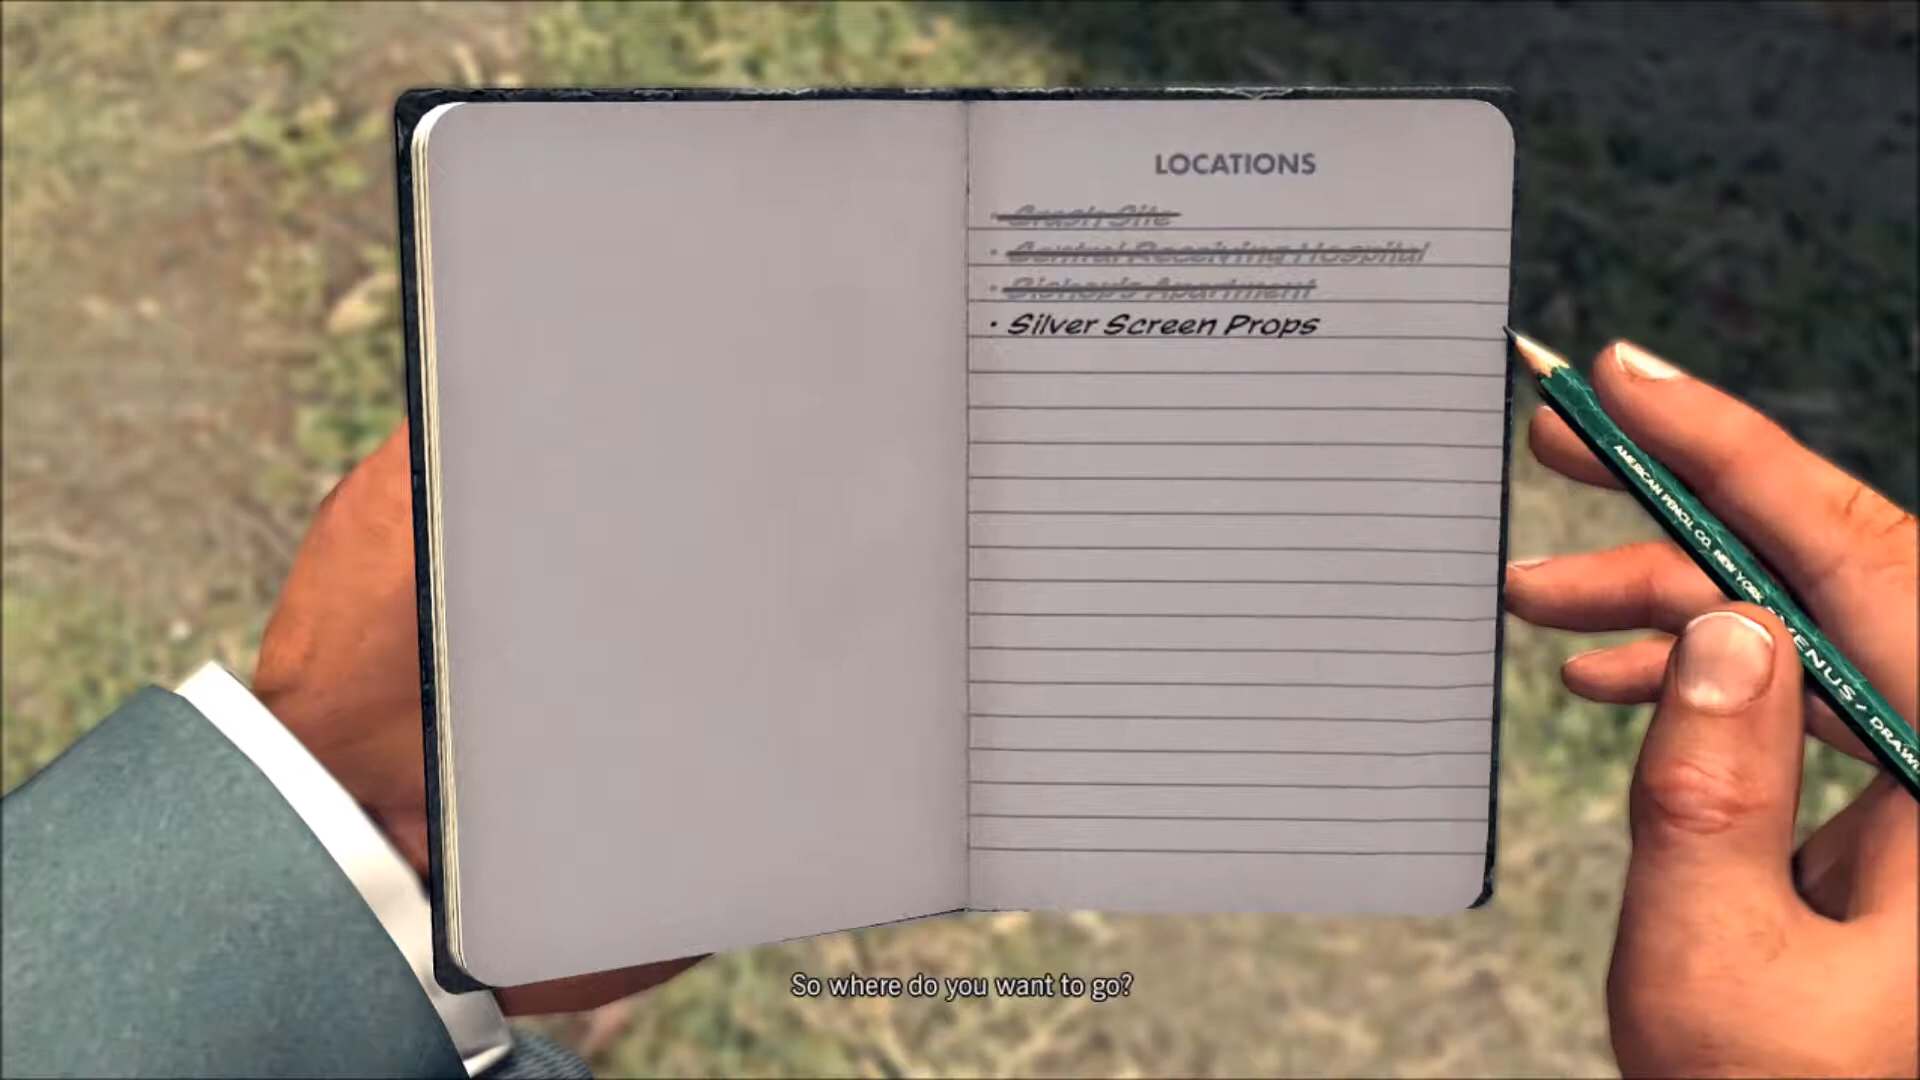 LOCATIONS
· Crash Site
· Central Receiving Hospital
· Bishop's Apartment
· Silver Screen Props
AMERICAN PENCIL CO. NEW YORK
VENUS / DRAW
So where do you want to go?